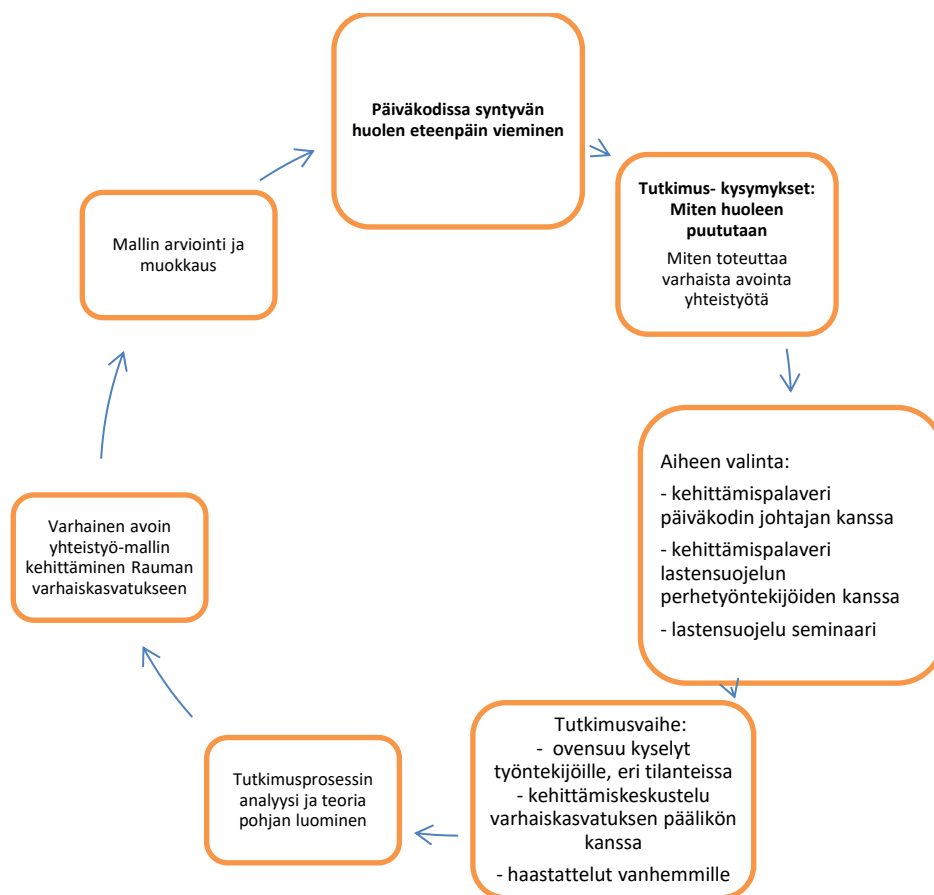 Päiväkodissa syntyvän
huolen eteenpäin vieminen
Tutkimus- kysymykset:
Miten huoleen
puututaan
Miten toteuttaa
varhaista avointa
yhteistyötä
Aiheen valinta:
- kehittämispalaveri
päiväkodin johtajan kanssa
- kehittämispalaveri
lastensuojelun
perhetyöntekijöiden kanssa
- lastensuojelu seminaari
Tutkimusvaihe:
- ovensuu kyselyt
työntekijöille, eri tilanteissa
- kehittämiskeskustelu
varhaiskasvatuksen päälikön
kanssa
- haastattelut vanhemmille
Tutkimusprosessin
analyysi ja teoria
pohjan luominen
Varhainen avoin
yhteistyö-mallin
kehittäminen Rauman
varhaiskasvatukseen
Mallin arviointi ja
muokkaus